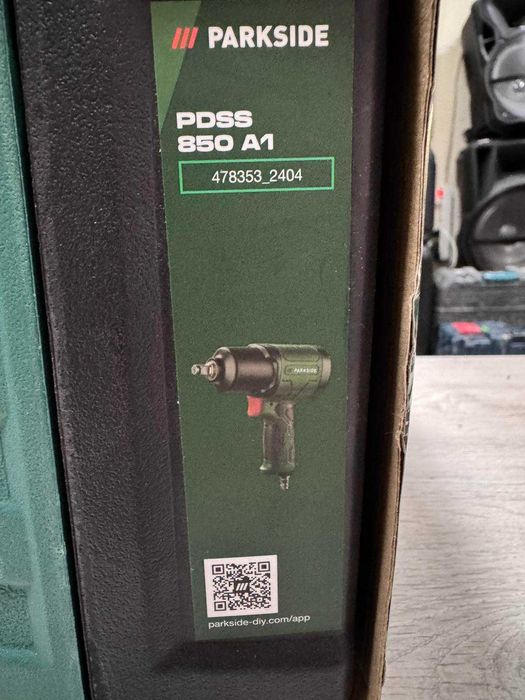 PARKSIDE
PDSS
850 A1
478353_2404
PARKSIDE
parkside-diy.com/app